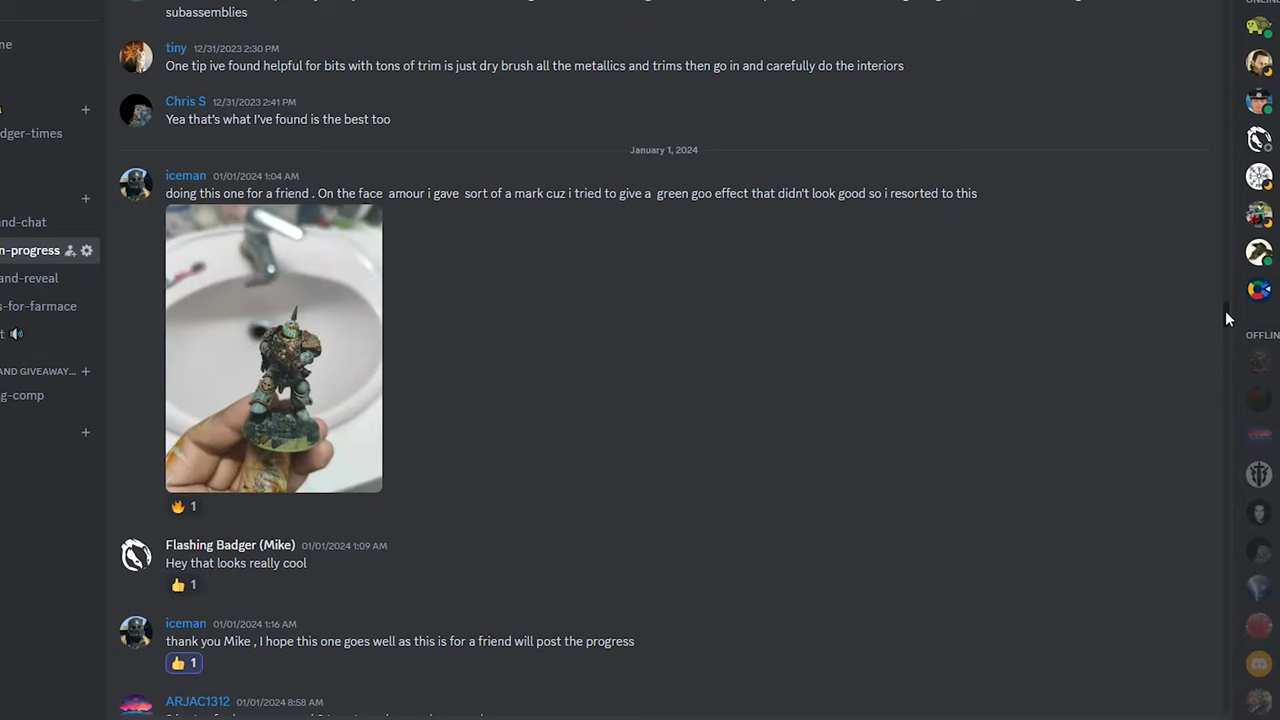 subassemblies
ONLINE
ne
tiny 12/31/2023 2:30 PM
One tip ive found helpful for bits with tons of trim is just dry brush all the metallics and trims then go in and carefully do the interiors
Chris S 12/31/2023 2:41 PM
Yea that's what I've found is the best too
dger-times
January 1, 2024
iceman 01/01/2024 1:04 AM
doing this one for a friend . On the face amour i gave sort of a mark cuz i tried to give a green goo effect that didn't look good so i resorted to this
nd-chat
n-progress
and-reveal
s-for-farmace
t
AND GIVEAWAY...
g-comp
OFFLIN
1
Flashing Badger (Mike) 01/01/2024 1:09 AM
Hey that looks really cool
1
iceman 01/01/2024 1:16 AM
thank you Mike , I hope this one goes well as this is for a friend will post the progress
1
ARJAC1312 01/01/2024 8:58 AM